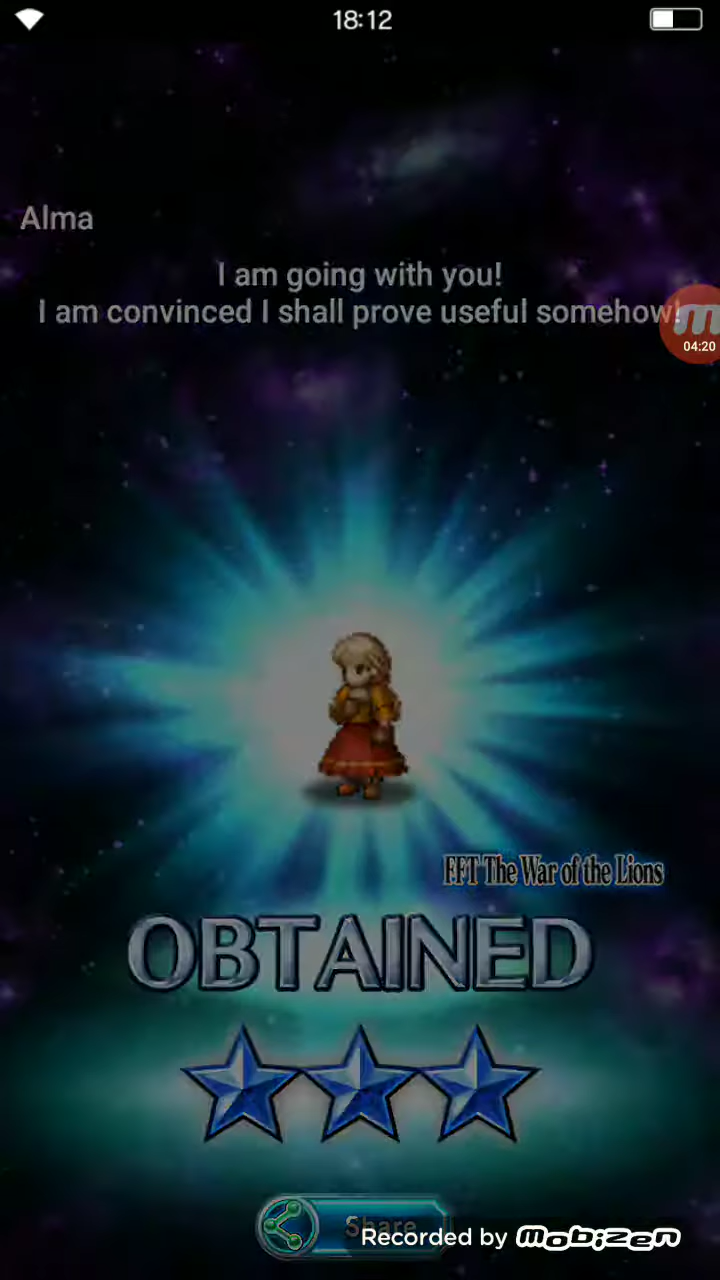 18:12
Alma
I am going with you!
I am convinced I shall prove useful somehow!
04:20
FFT The War of the Lions
OBTAINED
Share
Recorded by mobizen